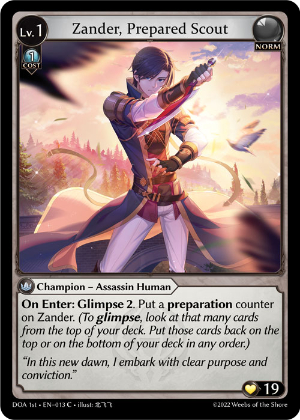 Lv.1 Zander, Prepared Scout
NORM
1
COST
Champion – Assassin Human
On Enter: Glimpse 2. Put a preparation counter
on Zander. (To glimpse, look at that many cards
from the top of your deck. Put those cards back on the
top or on the bottom of your deck in any order.)
“In this new dawn, I embark with clear purpose and
conviction.”
19
DOA 1st • EN-013 C • illust:
©2022 Weebs of the Shore